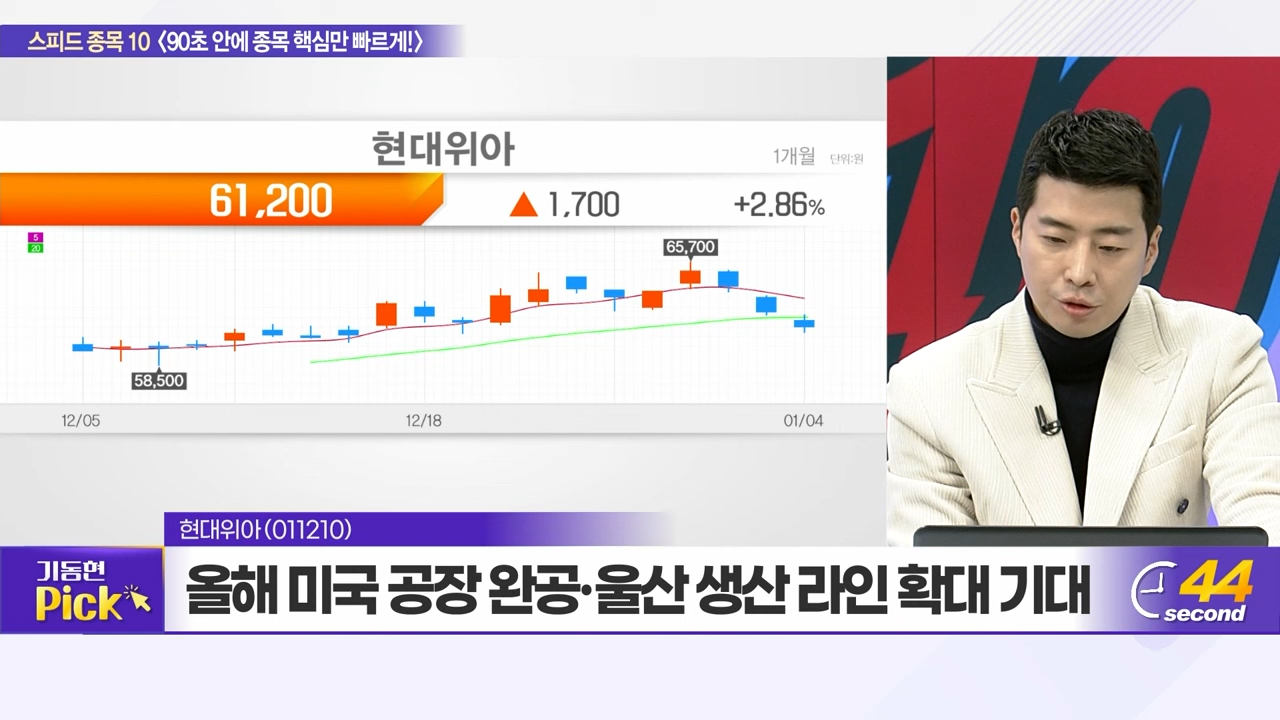 스피드 종목 10 〈90초 안에 종목 핵심만 빠르게!〉
현대위아
1개월 단위:원
61,200 ▲ 1,700 +2.86%
5
20
65,700
58,500
12/05 12/18 01/04
현대위아(011210)
기동현
Pick
올해 미국 공장 완공·울산 생산 라인 확대 기대
44
second